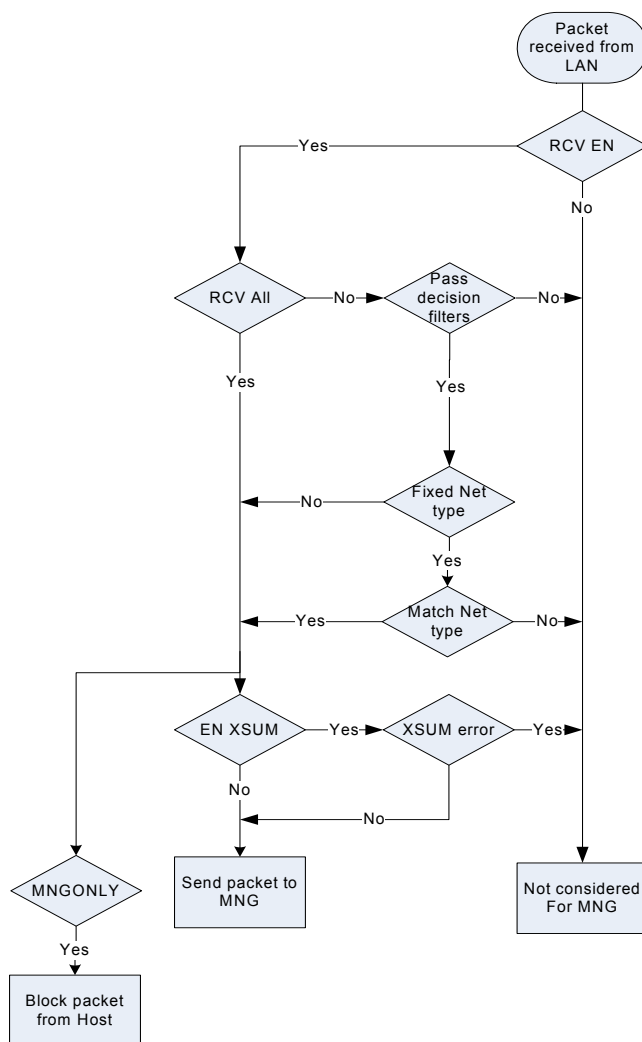 Packet
received from
LAN
RCV EN
Yes
No
RCV All
No
Pass
decision
filters
No
Yes
Yes
Fixed Net
type
No
Yes
Match Net
type
Yes
No
EN XSUM
Yes
XSUM error
Yes
No
No
MNGONLY
Send packet to
MNG
Not considered
For MNG
Yes
Block packet
from Host